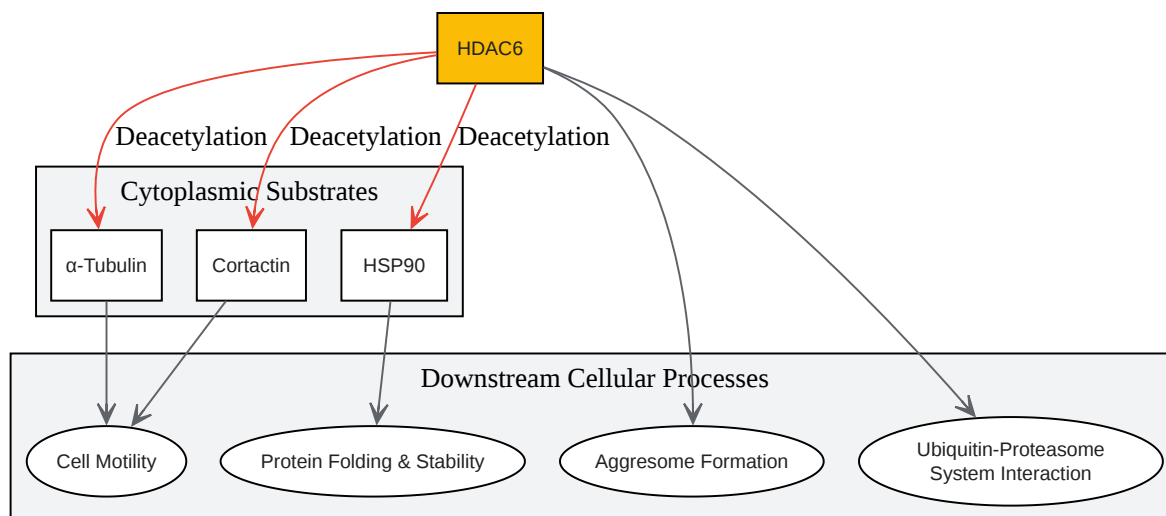 HDAC6
Deacetylation
Deacetylation
Deacetylation
Cytoplasmic Substrates
α-Tubulin
Cortactin
HSP90
Downstream Cellular Processes
Cell Motility
Protein Folding & Stability
Aggresome Formation
Ubiquitin-Proteasome
System Interaction